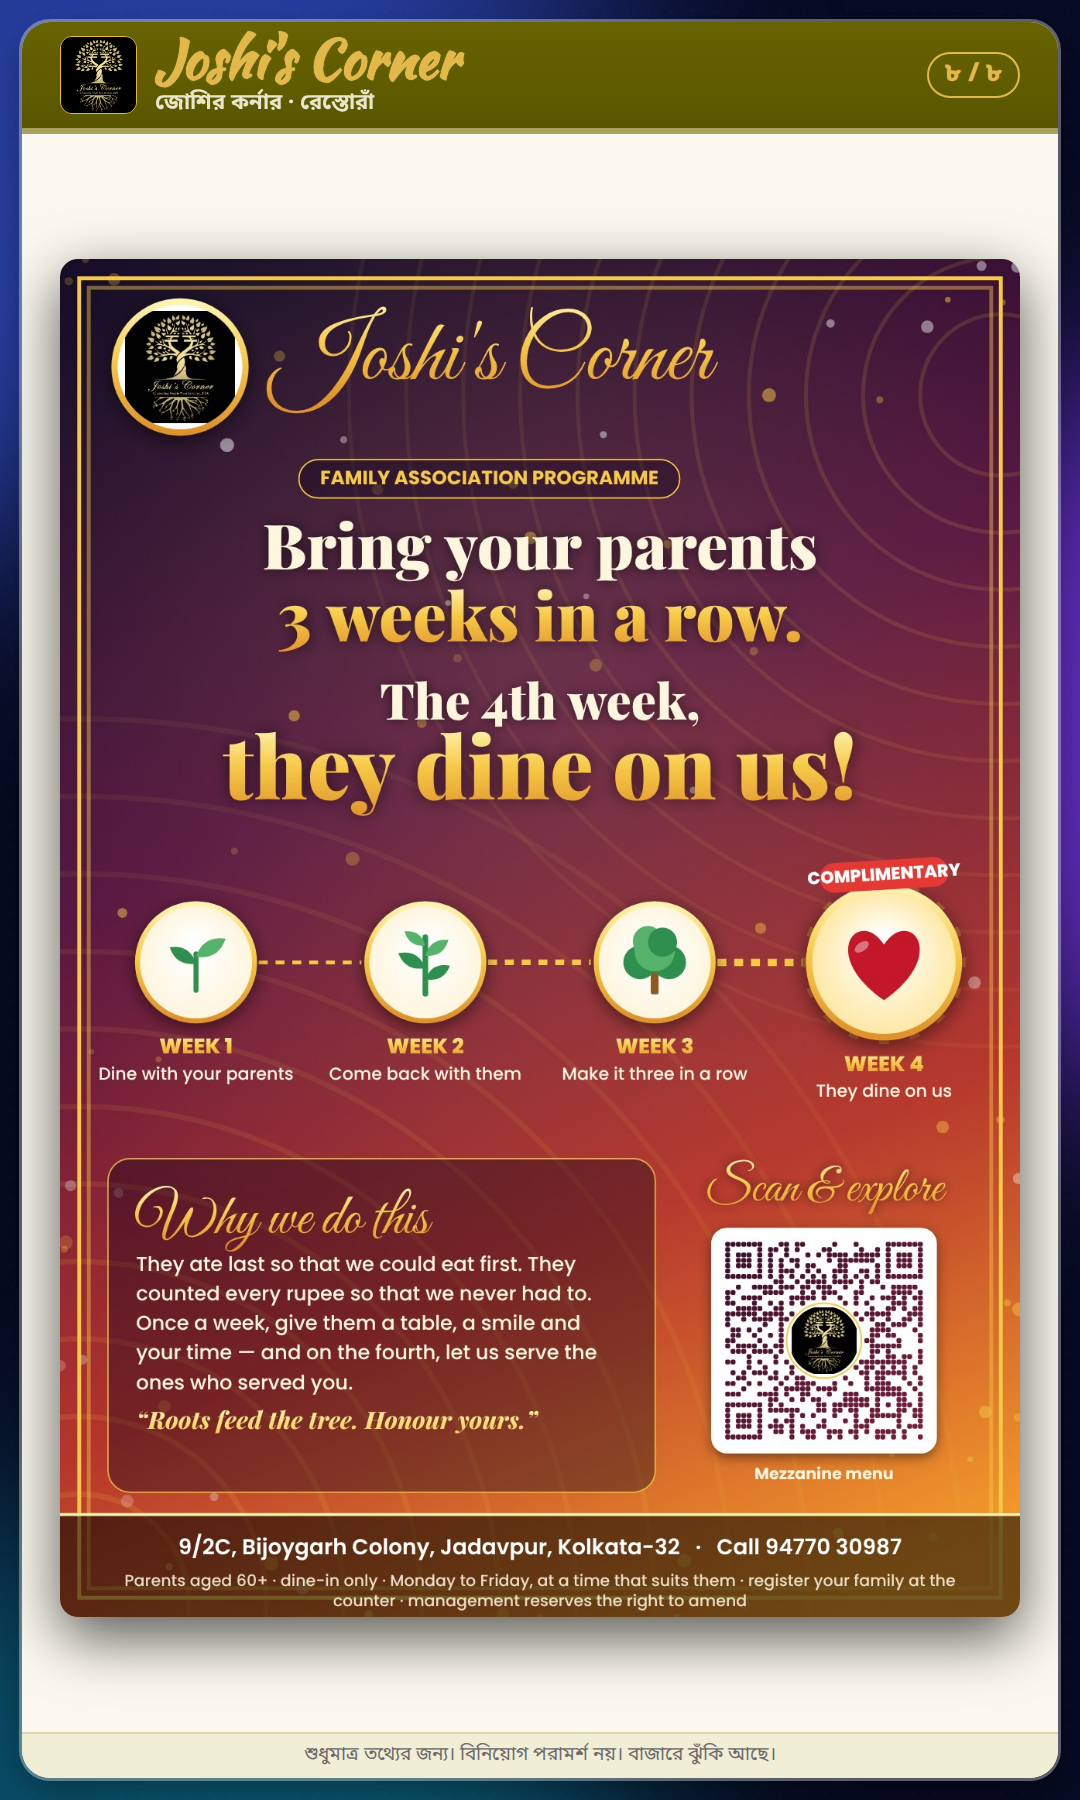 Joshi's Corner
জোশির কর্নার · রেস্তোরাঁ
৮ / ৮
Joshi's Corner
Joshi's Corner
FAMILY ASSOCIATION PROGRAMME
Bring your parents
3 weeks in a row.
The 4th week,
they dine on us!
COMPLIMENTARY
WEEK 1
Dine with your parents
WEEK 2
Come back with them
WEEK 3
Make it three in a row
WEEK 4
They dine on us
Why we do this
They ate last so that we could eat first. They
counted every rupee so that we never had to.
Once a week, give them a table, a smile and
your time — and on the fourth, let us serve the
ones who served you.
“Roots feed the tree. Honour yours.”
Scan & explore
Joshi's Corner
Mezzanine menu
9/2C, Bijoygarh Colony, Jadavpur, Kolkata-32 · Call 94770 30987
Parents aged 60+ · dine-in only · Monday to Friday, at a time that suits them · register your family at the
counter · management reserves the right to amend
শুধুমাত্র তথ্যের জন্য। বিনিয়োগ পরামর্শ নয়। বাজারে ঝুঁকি আছে।